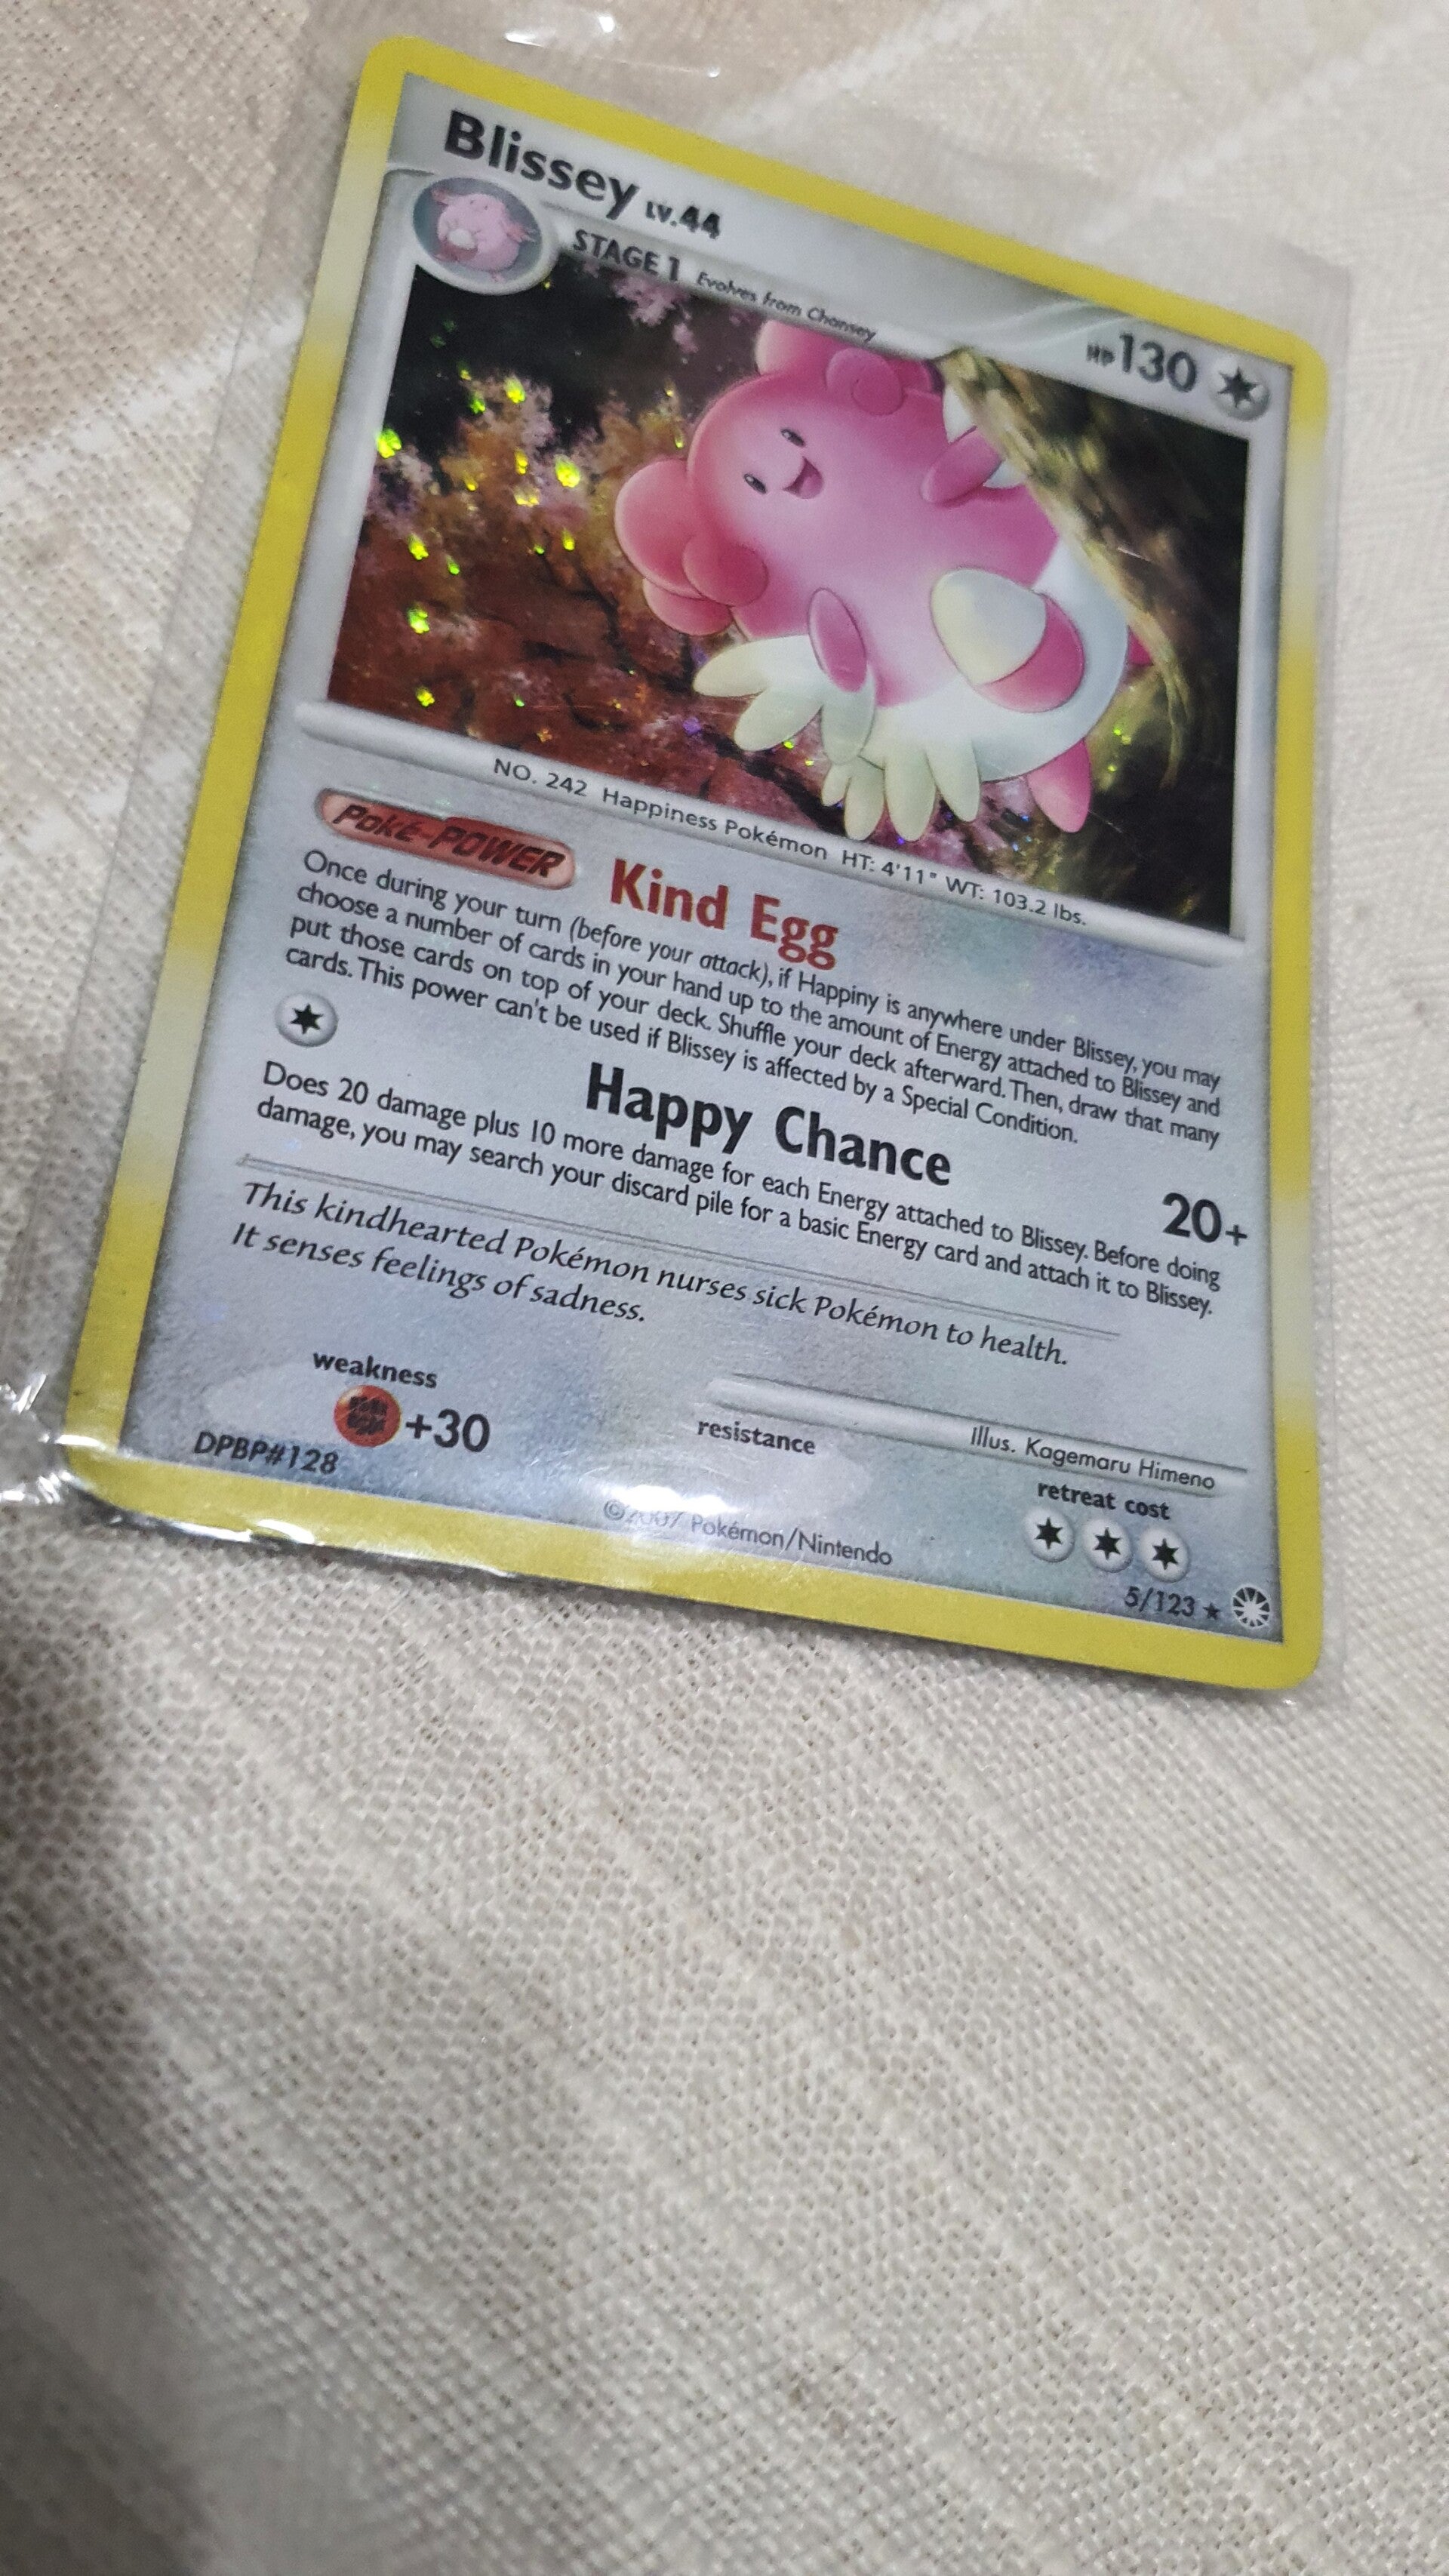 Blissey LV.44
STAGE 1 Evolves from Chansey
HP 130
NO. 242 Happiness Pokémon HT: 4'11" WT: 103.2 lbs.
Poké-POWER Kind Egg
Once during your turn (before your attack), if Happiny is anywhere under Blissey, you may
choose a number of cards in your hand up to the amount of Energy attached to Blissey and
put those cards on top of your deck. Shuffle your deck afterward. Then, draw that many
cards. This power can't be used if Blissey is affected by a Special Condition.
Happy Chance 20+
Does 20 damage plus 10 more damage for each Energy attached to Blissey. Before doing
damage, you may search your discard pile for a basic Energy card and attach it to Blissey.
This kindhearted Pokémon nurses sick Pokémon to health.
It senses feelings of sadness.
weakness
+30
resistance
Illus. Kagemaru Himeno
retreat cost
DPBP#128
©2007 Pokémon/Nintendo
5/123 ★